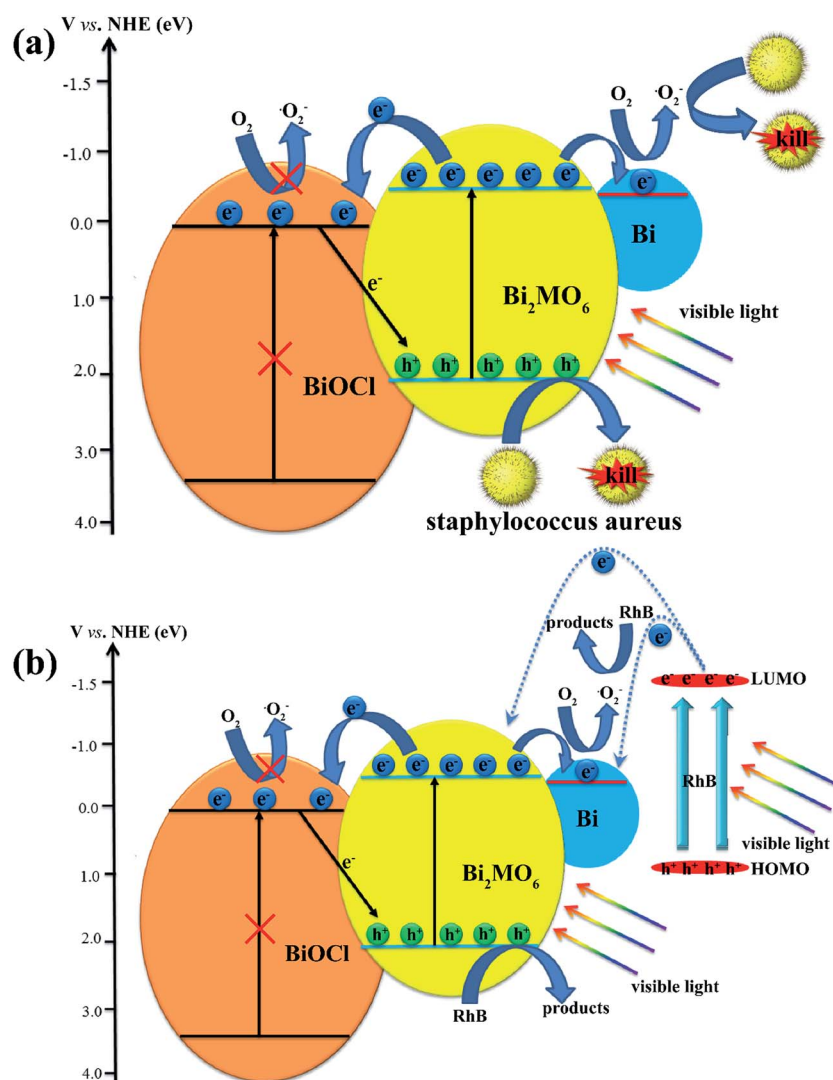 (a)
V vs. NHE (eV)
-1.5
-1.0
0.0
1.0
2.0
3.0
4.0
O₂ ·O₂⁻
e⁻
O₂ ·O₂⁻
kill
e⁻ e⁻ e⁻ e⁻ e⁻
e⁻
e⁻ e⁻ e⁻
Bi
e⁻
Bi₂MO₆
visible light
h⁺ h⁺ h⁺ h⁺ h⁺
BiOCl
kill
staphylococcus aureus
(b)
V vs. NHE (eV)
-1.5
-1.0
0.0
1.0
2.0
3.0
4.0
e⁻
products RhB
e⁻
e⁻ e⁻ e⁻ e⁻ LUMO
O₂ ·O₂⁻
e⁻
O₂ ·O₂⁻
e⁻ e⁻ e⁻ e⁻ e⁻
e⁻
e⁻ e⁻ e⁻
RhB
Bi
visible light
e⁻
Bi₂MO₆
h⁺ h⁺ h⁺ h⁺ HOMO
h⁺ h⁺ h⁺ h⁺ h⁺
BiOCl
visible light
RhB products